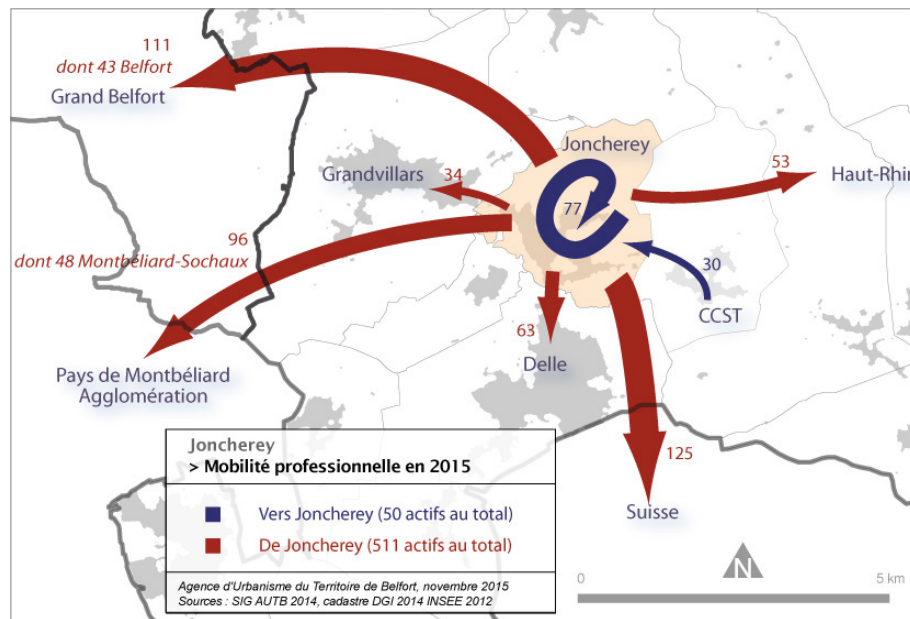 111
dont 43 Belfort
Grand Belfort
Joncherey
Grandvillars
34
53
Haut-Rhin
77
96
dont 48 Montbéliard-Sochaux
30
CCST
63
Delle
Pays de Montbéliard
Agglomération
125
Suisse
Joncherey
> Mobilité professionnelle en 2015
Vers Joncherey (50 actifs au total)
De Joncherey (511 actifs au total)
Agence d'Urbanisme du Territoire de Belfort, novembre 2015
Sources : SIG AUTB 2014, cadastre DGI 2014 INSEE 2012
N
0
5 km